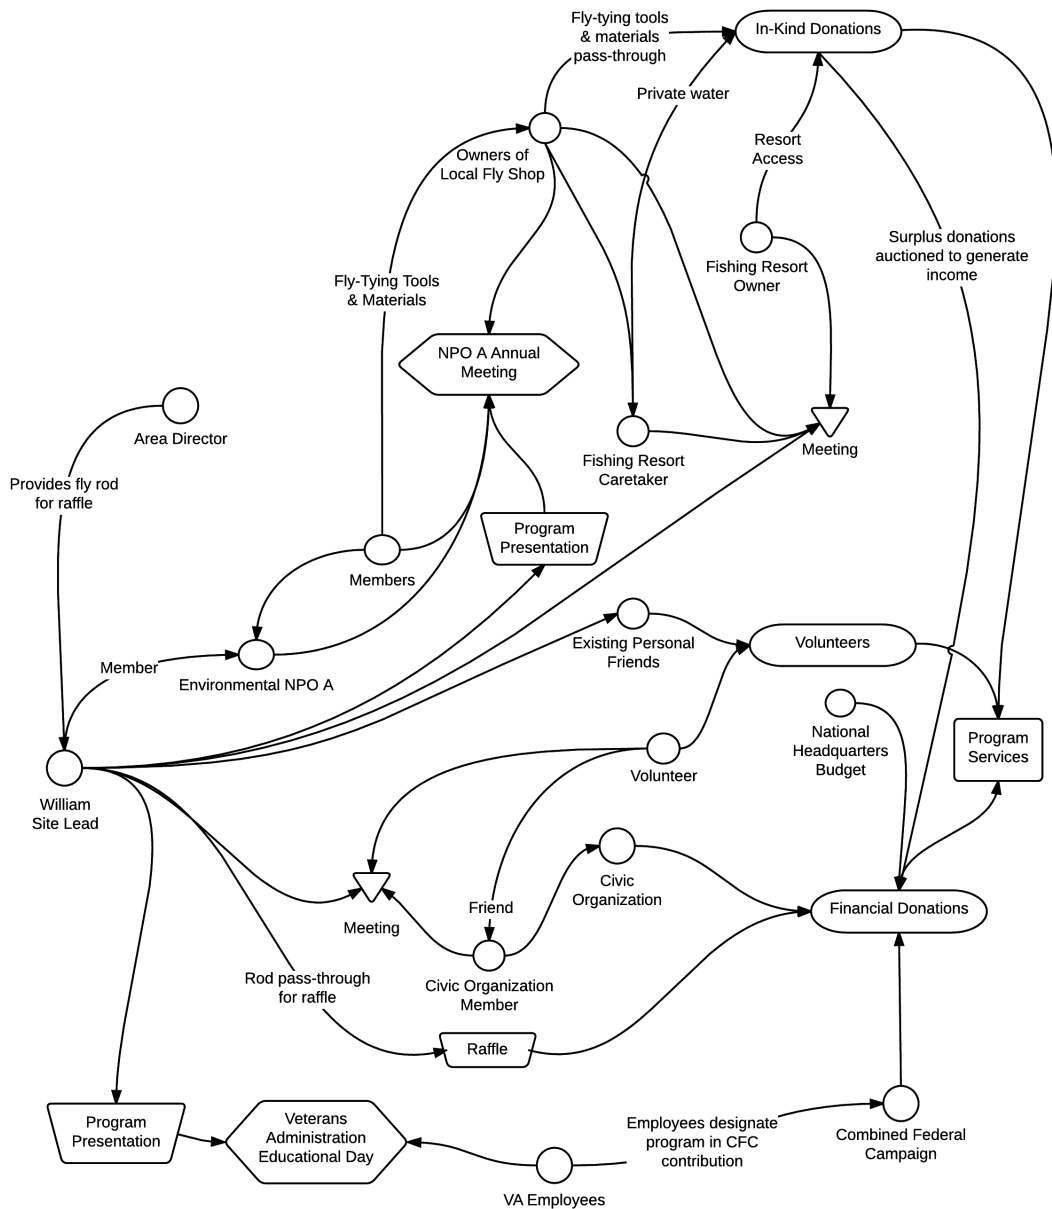 Fly-tying tools
& materials
pass-through
In-Kind Donations
Private water
Resort
Access
Owners of
Local Fly Shop
Surplus donations
auctioned to generate
income
Fishing Resort
Owner
Fly-Tying Tools
& Materials
NPO A Annual
Meeting
Area Director
Meeting
Fishing Resort
Caretaker
Provides fly rod
for raffle
Program
Presentation
Members
Existing Personal
Friends
Volunteers
Member
Environmental NPO A
National
Headquarters
Budget
Program
Services
Volunteer
William
Site Lead
Civic
Organization
Friend
Financial Donations
Meeting
Civic Organization
Member
Rod pass-through
for raffle
Raffle
Program
Presentation
Veterans
Administration
Educational Day
Employees designate
program in CFC
contribution
Combined Federal
Campaign
VA Employees